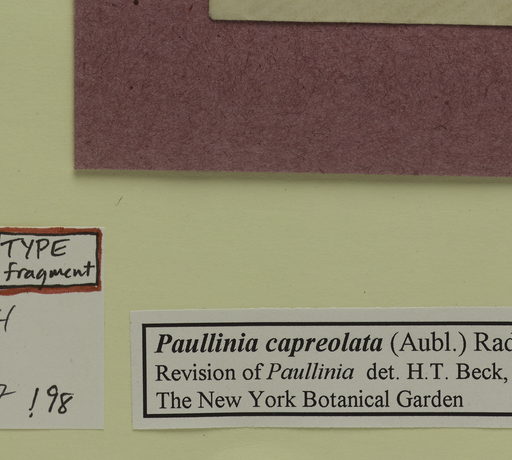 TYPE
fragment
H
! 98
Paullinia capreolata (Aubl.) Rad
Revision of Paullinia det. H.T. Beck,
The New York Botanical Garden